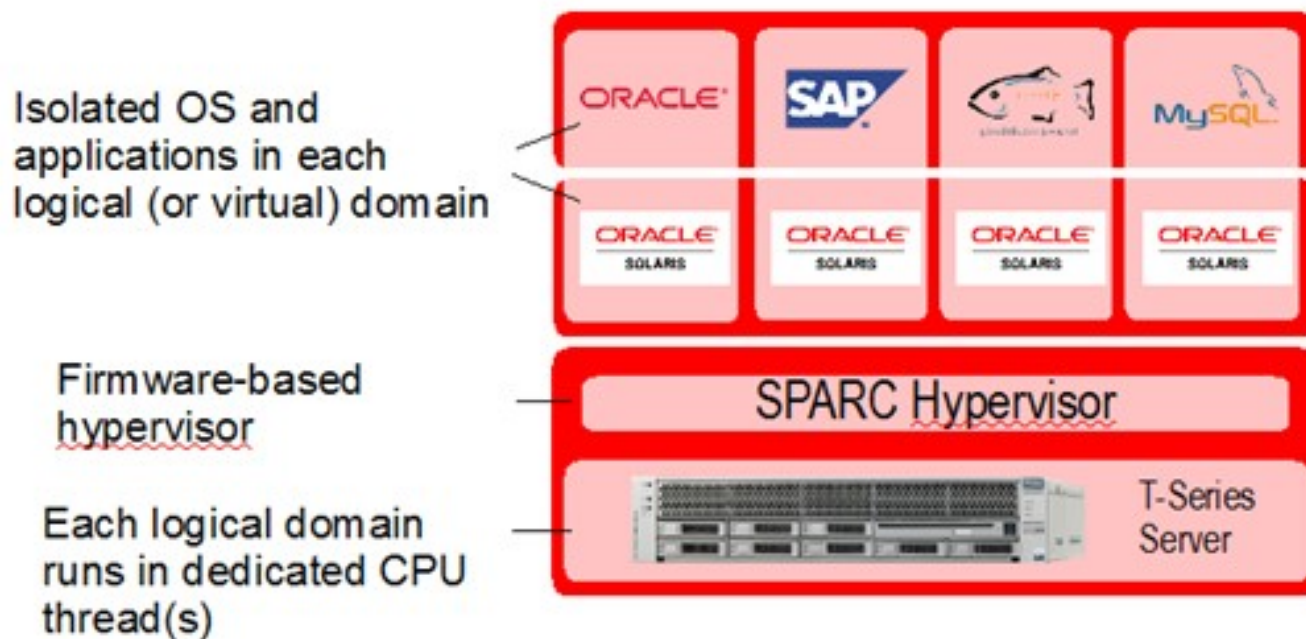 Isolated OS and
applications in each
logical (or virtual) domain
ORACLE®
SAP®
MySQL®
ORACLE®
SOLARIS
ORACLE®
SOLARIS
ORACLE®
SOLARIS
ORACLE®
SOLARIS
Firmware-based
hypervisor
SPARC Hypervisor
Each logical domain
runs in dedicated CPU
thread(s)
T-Series
Server